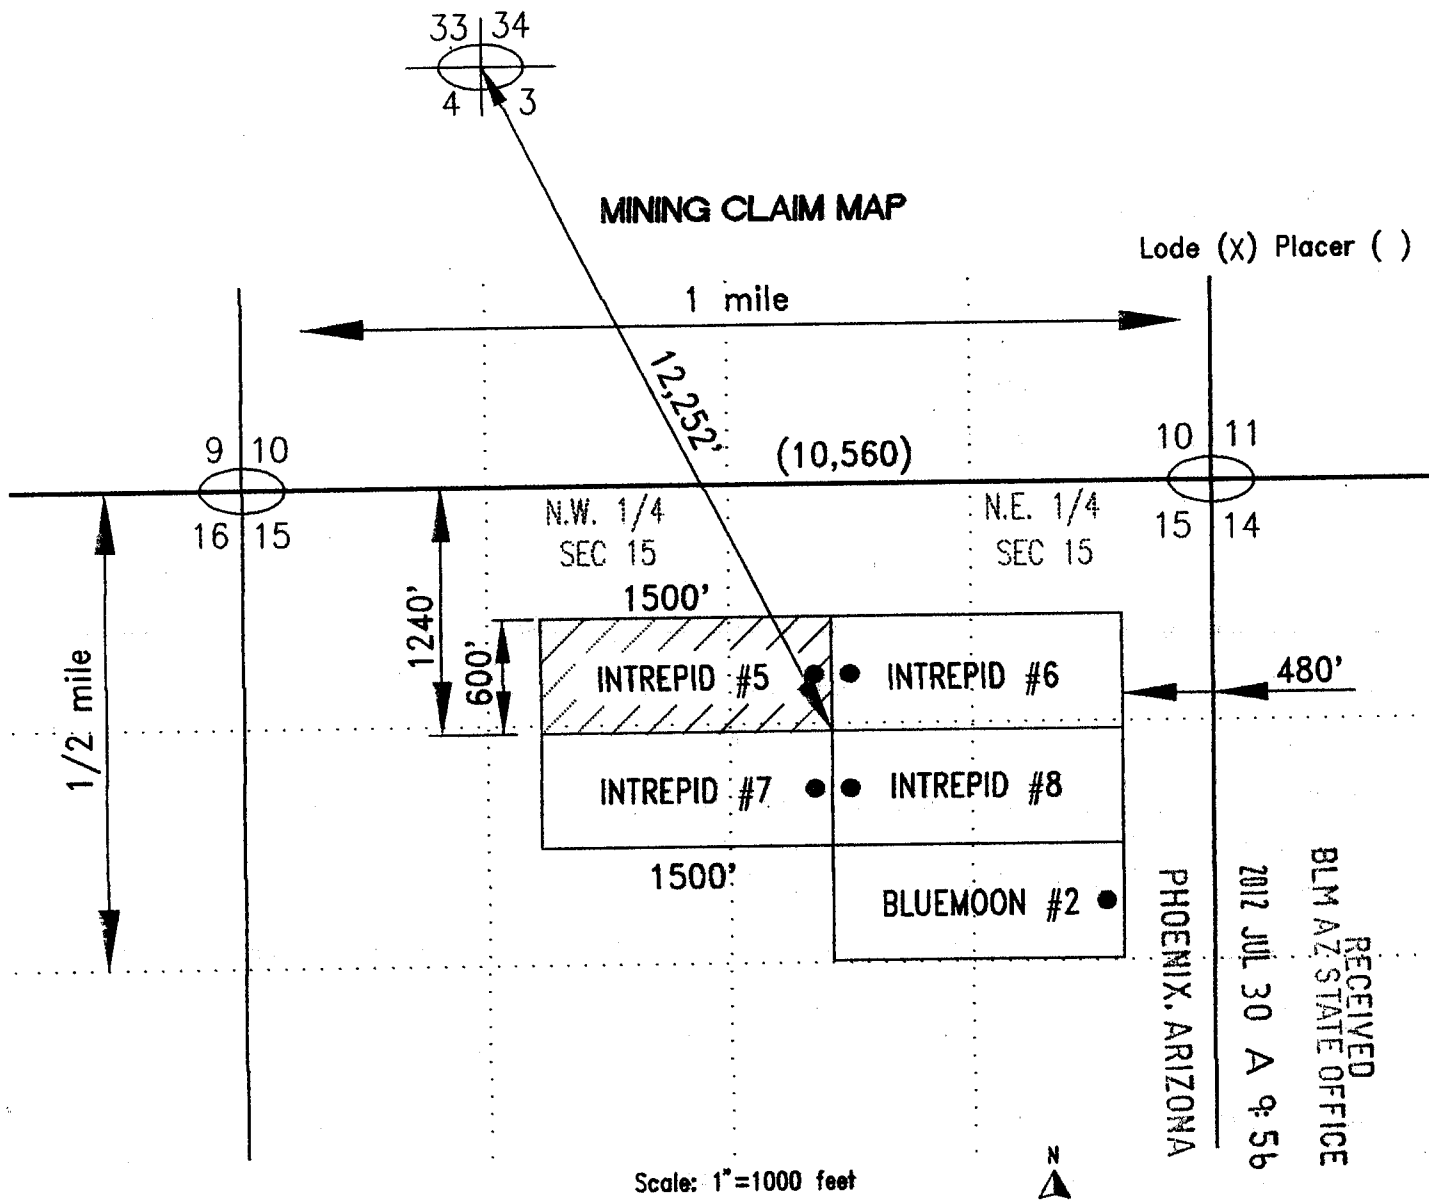 33 34
4 3
MINING CLAIM MAP
Lode (X) Placer ( )
1 mile
12,252'
(10,560)
9 10
16 15
10 11
15 14
N.W. 1/4
SEC 15
N.E. 1/4
SEC 15
1500'
1240'
600'
1/2 mile
INTREPID #5
INTREPID #6
480'
INTREPID #7
INTREPID #8
1500'
BLUEMOON #2
RECEIVED
BLM AZ STATE OFFICE
2012 JUL 30 A 9:56
PHOENIX, ARIZONA
Scale: 1"=1000 feet
N